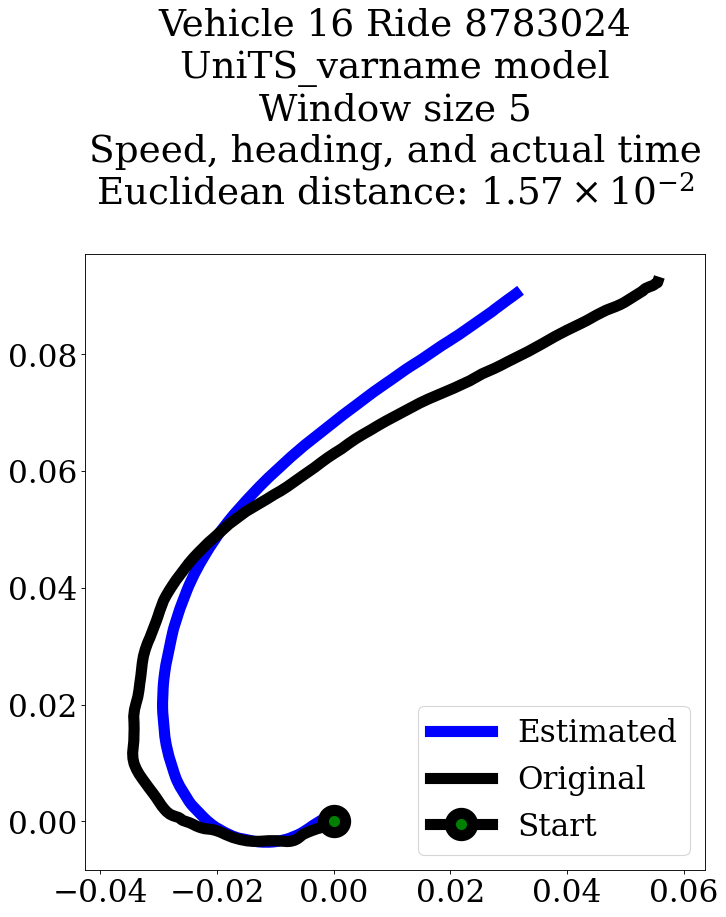 Vehicle 16 Ride 8783024
UniTS_varname model
Window size 5
Speed, heading, and actual time
Euclidean distance: 1.57 × 10⁻²
0.08
0.06
0.04
0.02
0.00
−0.04 −0.02 0.00 0.02 0.04 0.06
Estimated
Original
Start